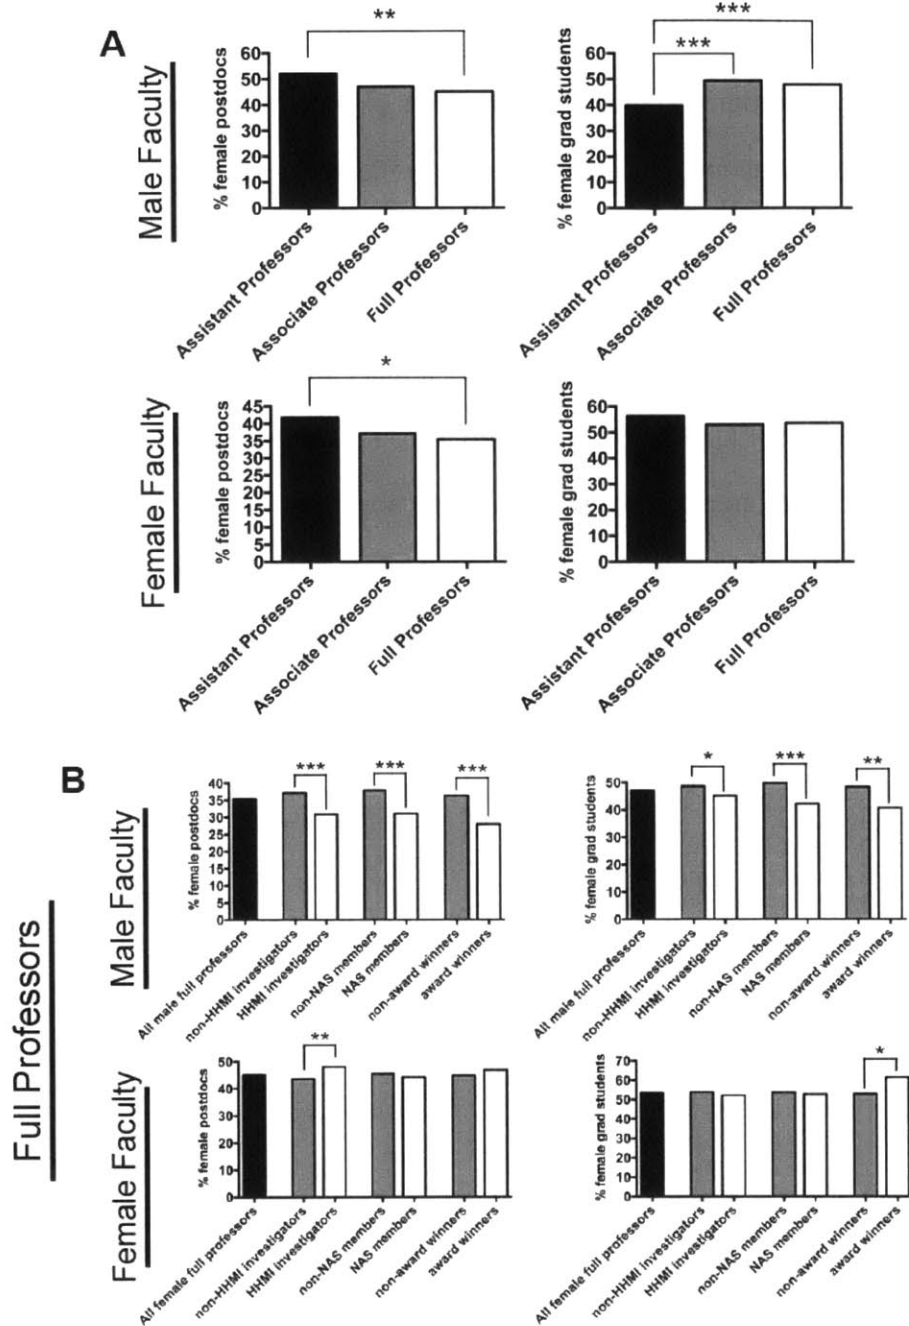 A
Male Faculty
% female postdocs
60
50
40
30
20
10
0
**
Assistant Professors
Associate Professors
Full Professors
% female grad students
60
50
40
30
20
10
0
***
***
Assistant Professors
Associate Professors
Full Professors
Female Faculty
% female postdocs
45
40
35
30
25
20
15
10
5
0
*
Assistant Professors
Associate Professors
Full Professors
% female grad students
60
50
40
30
20
10
0
Assistant Professors
Associate Professors
Full Professors
B
Full Professors
Male Faculty
% female postdocs
40
35
30
25
20
15
10
5
0
***
***
***
All male full professors
non-HHMI investigators
HHMI investigators
non-NAS members
NAS members
non-award winners
award winners
% female grad students
50
40
30
20
10
0
*
***
**
All male full professors
non-HHMI investigators
HHMI investigators
non-NAS members
NAS members
non-award winners
award winners
Female Faculty
% female postdocs
50
40
30
20
10
0
**
All female full professors
non-HHMI investigators
HHMI investigators
non-NAS members
NAS members
non-award winners
award winners
% female grad students
70
60
50
40
30
20
10
0
*
All female full professors
non-HHMI investigators
HHMI investigators
non-NAS members
NAS members
non-award winners
award winners